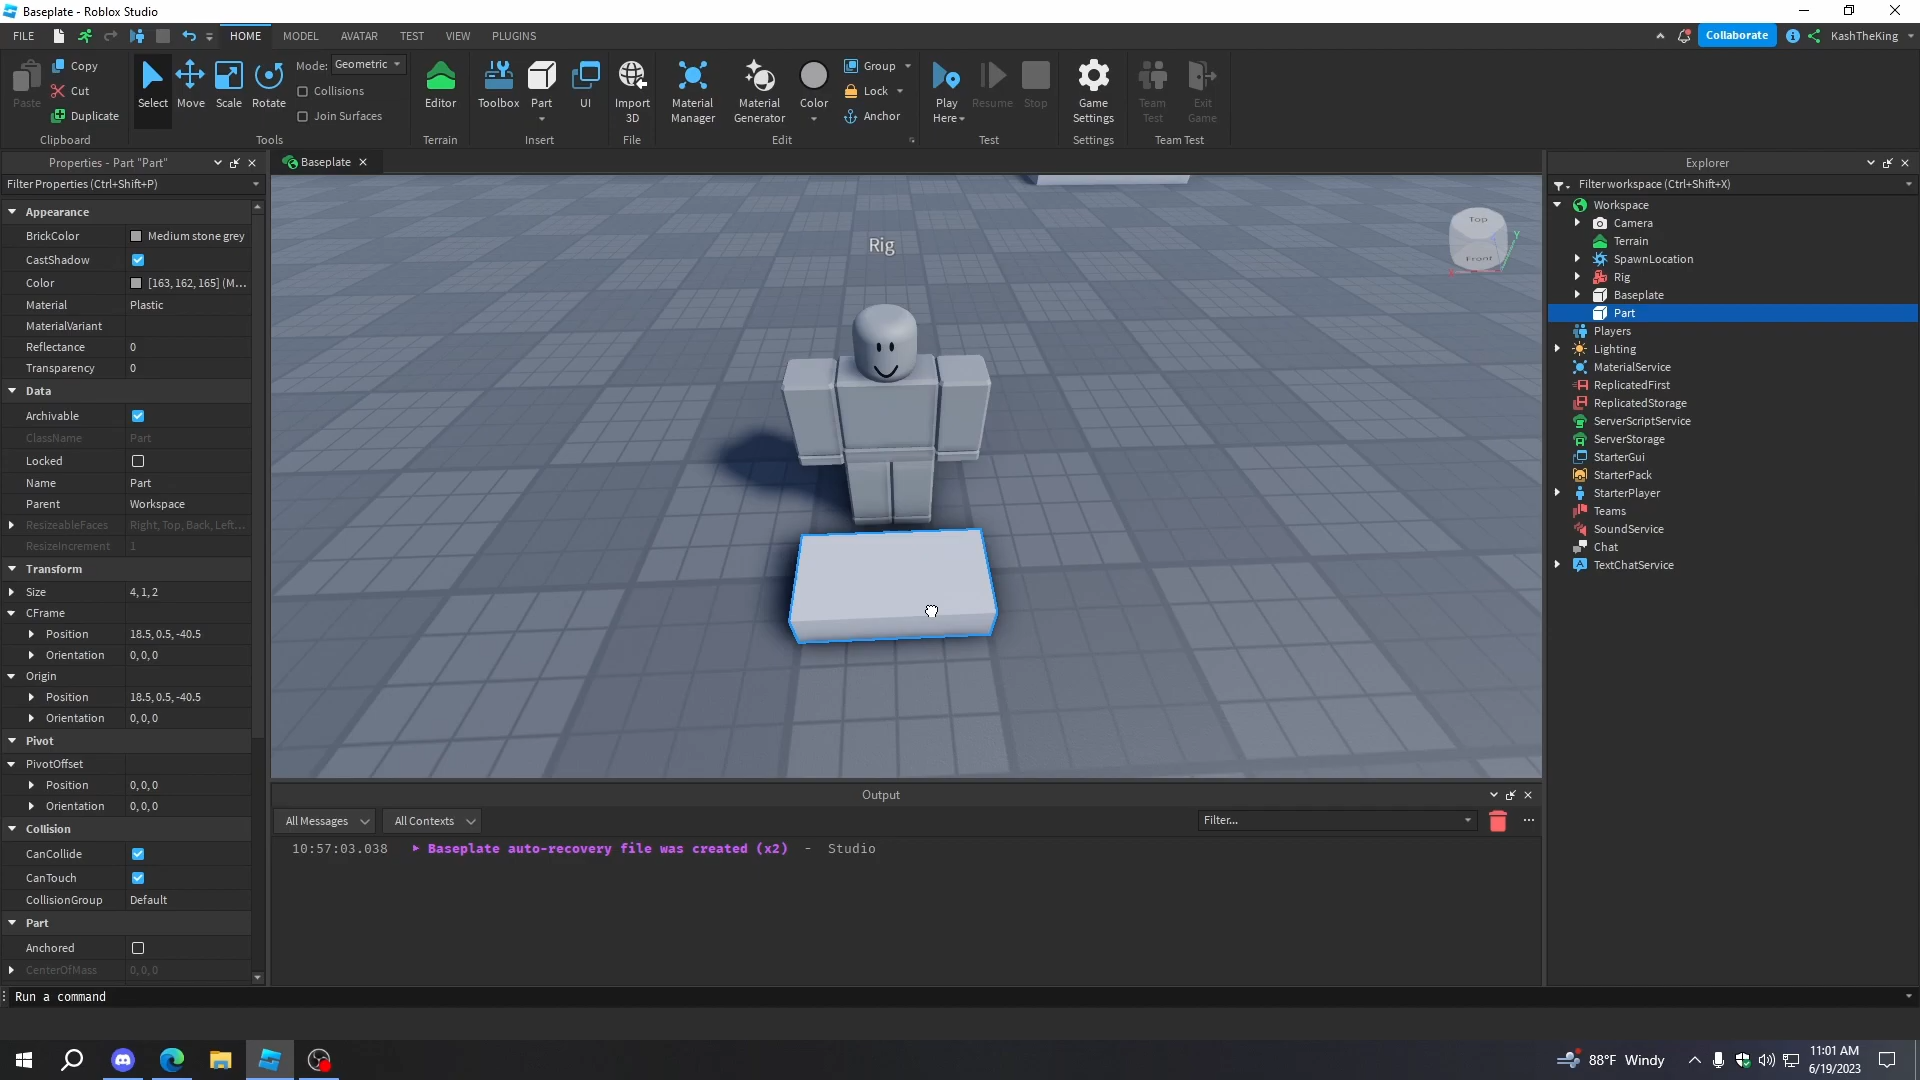 Baseplate - Roblox Studio
FILE
HOME
MODEL
AVATAR
TEST
VIEW
PLUGINS
Collaborate
KashTheKing
Paste
Copy
Cut
Duplicate
Clipboard
Select
Move
Scale
Rotate
Mode: Geometric
Collisions
Join Surfaces
Tools
Editor
Terrain
Toolbox
Part
UI
Insert
Import 3D
File
Material Manager
Material Generator
Color
Group
Lock
Anchor
Edit
Play Here
Resume
Stop
Test
Game Settings
Settings
Team Test
Exit Game
Team Test
Properties - Part "Part"
Filter Properties (Ctrl+Shift+P)
Appearance
BrickColor Medium stone grey
CastShadow
Color [163, 162, 165] (M...
Material Plastic
MaterialVariant
Reflectance 0
Transparency 0
Data
Archivable
ClassName Part
Locked
Name Part
Parent Workspace
ResizeableFaces Right, Top, Back, Left...
ResizeIncrement 1
Transform
Size 4, 1, 2
CFrame
Position 18.5, 0.5, -40.5
Orientation 0, 0, 0
Origin
Position 18.5, 0.5, -40.5
Orientation 0, 0, 0
Pivot
PivotOffset
Position 0, 0, 0
Orientation 0, 0, 0
Collision
CanCollide
CanTouch
CollisionGroup Default
Part
Anchored
CenterOfMass 0, 0, 0
Baseplate
Rig
Top
Front
Y
Output
All Messages
All Contexts
Filter...
10:57:03.038 Baseplate auto-recovery file was created (x2) - Studio
Explorer
Filter workspace (Ctrl+Shift+X)
Workspace
Camera
Terrain
SpawnLocation
Rig
Baseplate
Part
Players
Lighting
MaterialService
ReplicatedFirst
ReplicatedStorage
ServerScriptService
ServerStorage
StarterGui
StarterPack
StarterPlayer
Teams
SoundService
Chat
TextChatService
Run a command
88°F Windy
11:01 AM
6/19/2023